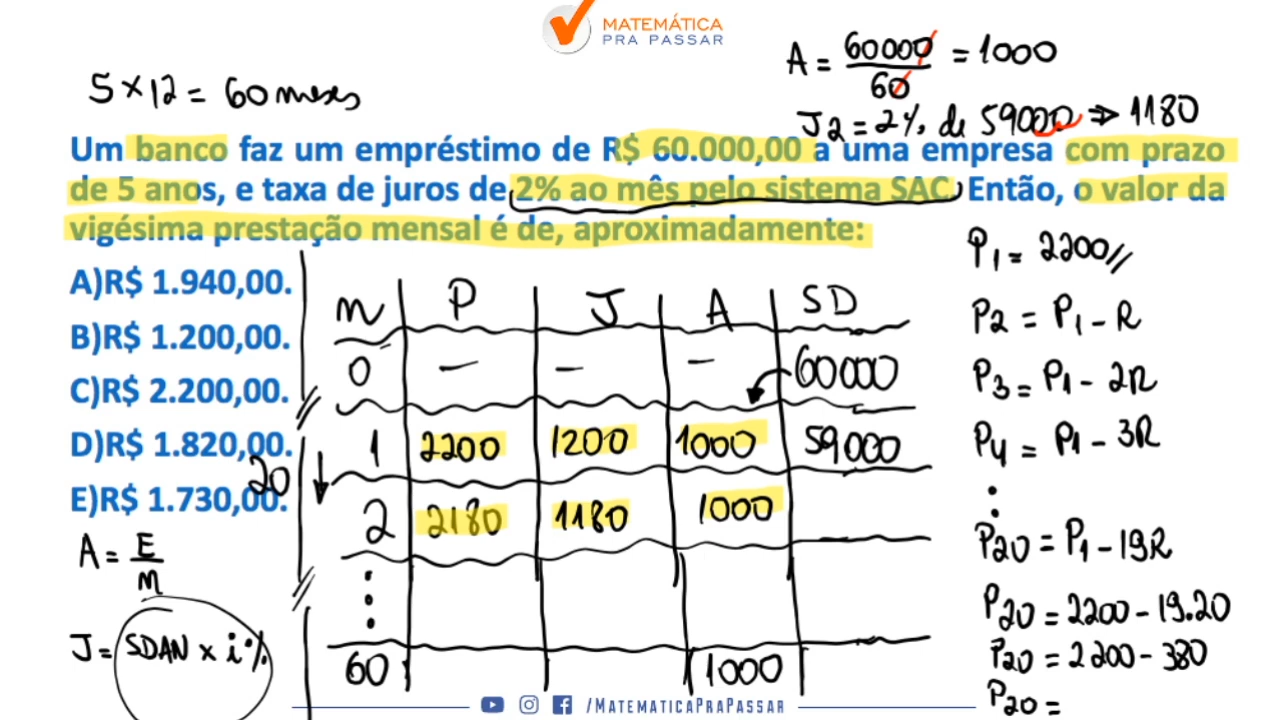 MATEMÁTICA
PRA PASSAR
5 x 12 = 60 meses
A = 60000/60 = 1000
J2 = 2% de 59000 ⇒ 1180
Um banco faz um empréstimo de R$ 60.000,00 a uma empresa com prazo
de 5 anos, e taxa de juros de 2% ao mês pelo sistema SAC. Então, o valor da
vigésima prestação mensal é de, aproximadamente:
A)R$ 1.940,00.
B)R$ 1.200,00.
C)R$ 2.200,00.
D)R$ 1.820,00.
E)R$ 1.730,00.
20
A = E/n
J = SDAN x i%
n P J A SD
0 — — — 60000
1 2200 1200 1000 59000
2 2180 1180 1000
60 1000
P1 = 2200//
P2 = P1 - R
P3 = P1 - 2R
P4 = P1 - 3R
P20 = P1 - 19R
P20 = 2200 - 19.20
P20 = 2200 - 380
P20 =
/MATEMATICAPRAPASSAR